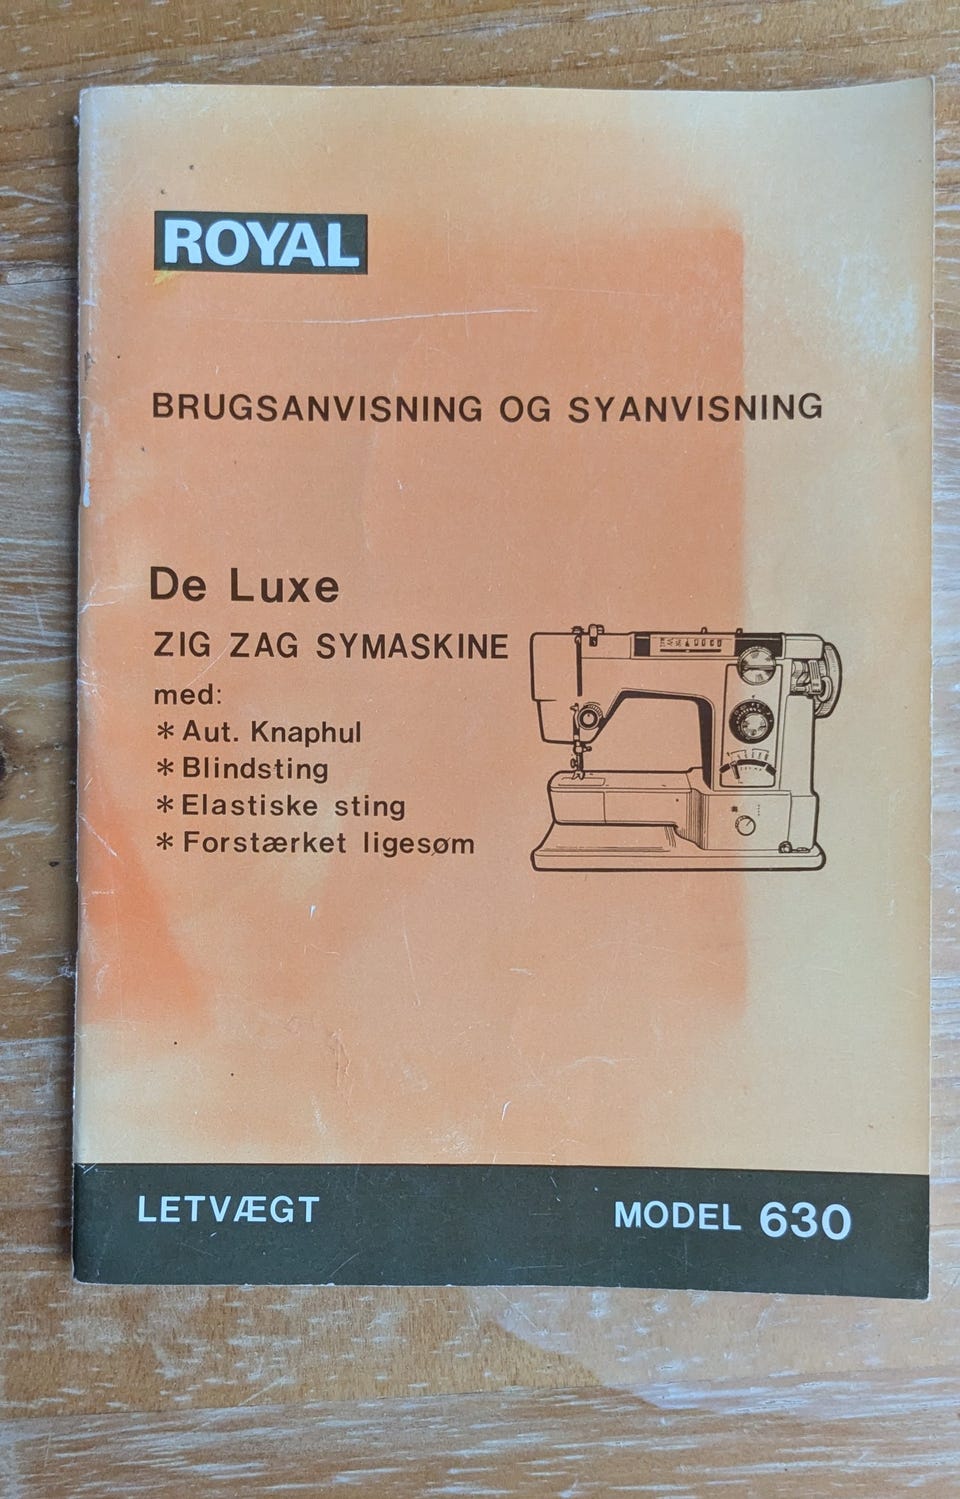 ROYAL
BRUGSANVISNING OG SYANVISNING
De Luxe
ZIG ZAG SYMASKINE
med:
* Aut. Knaphul
* Blindsting
* Elastiske sting
* Forstærket ligesøm
LETVÆGT
MODEL 630